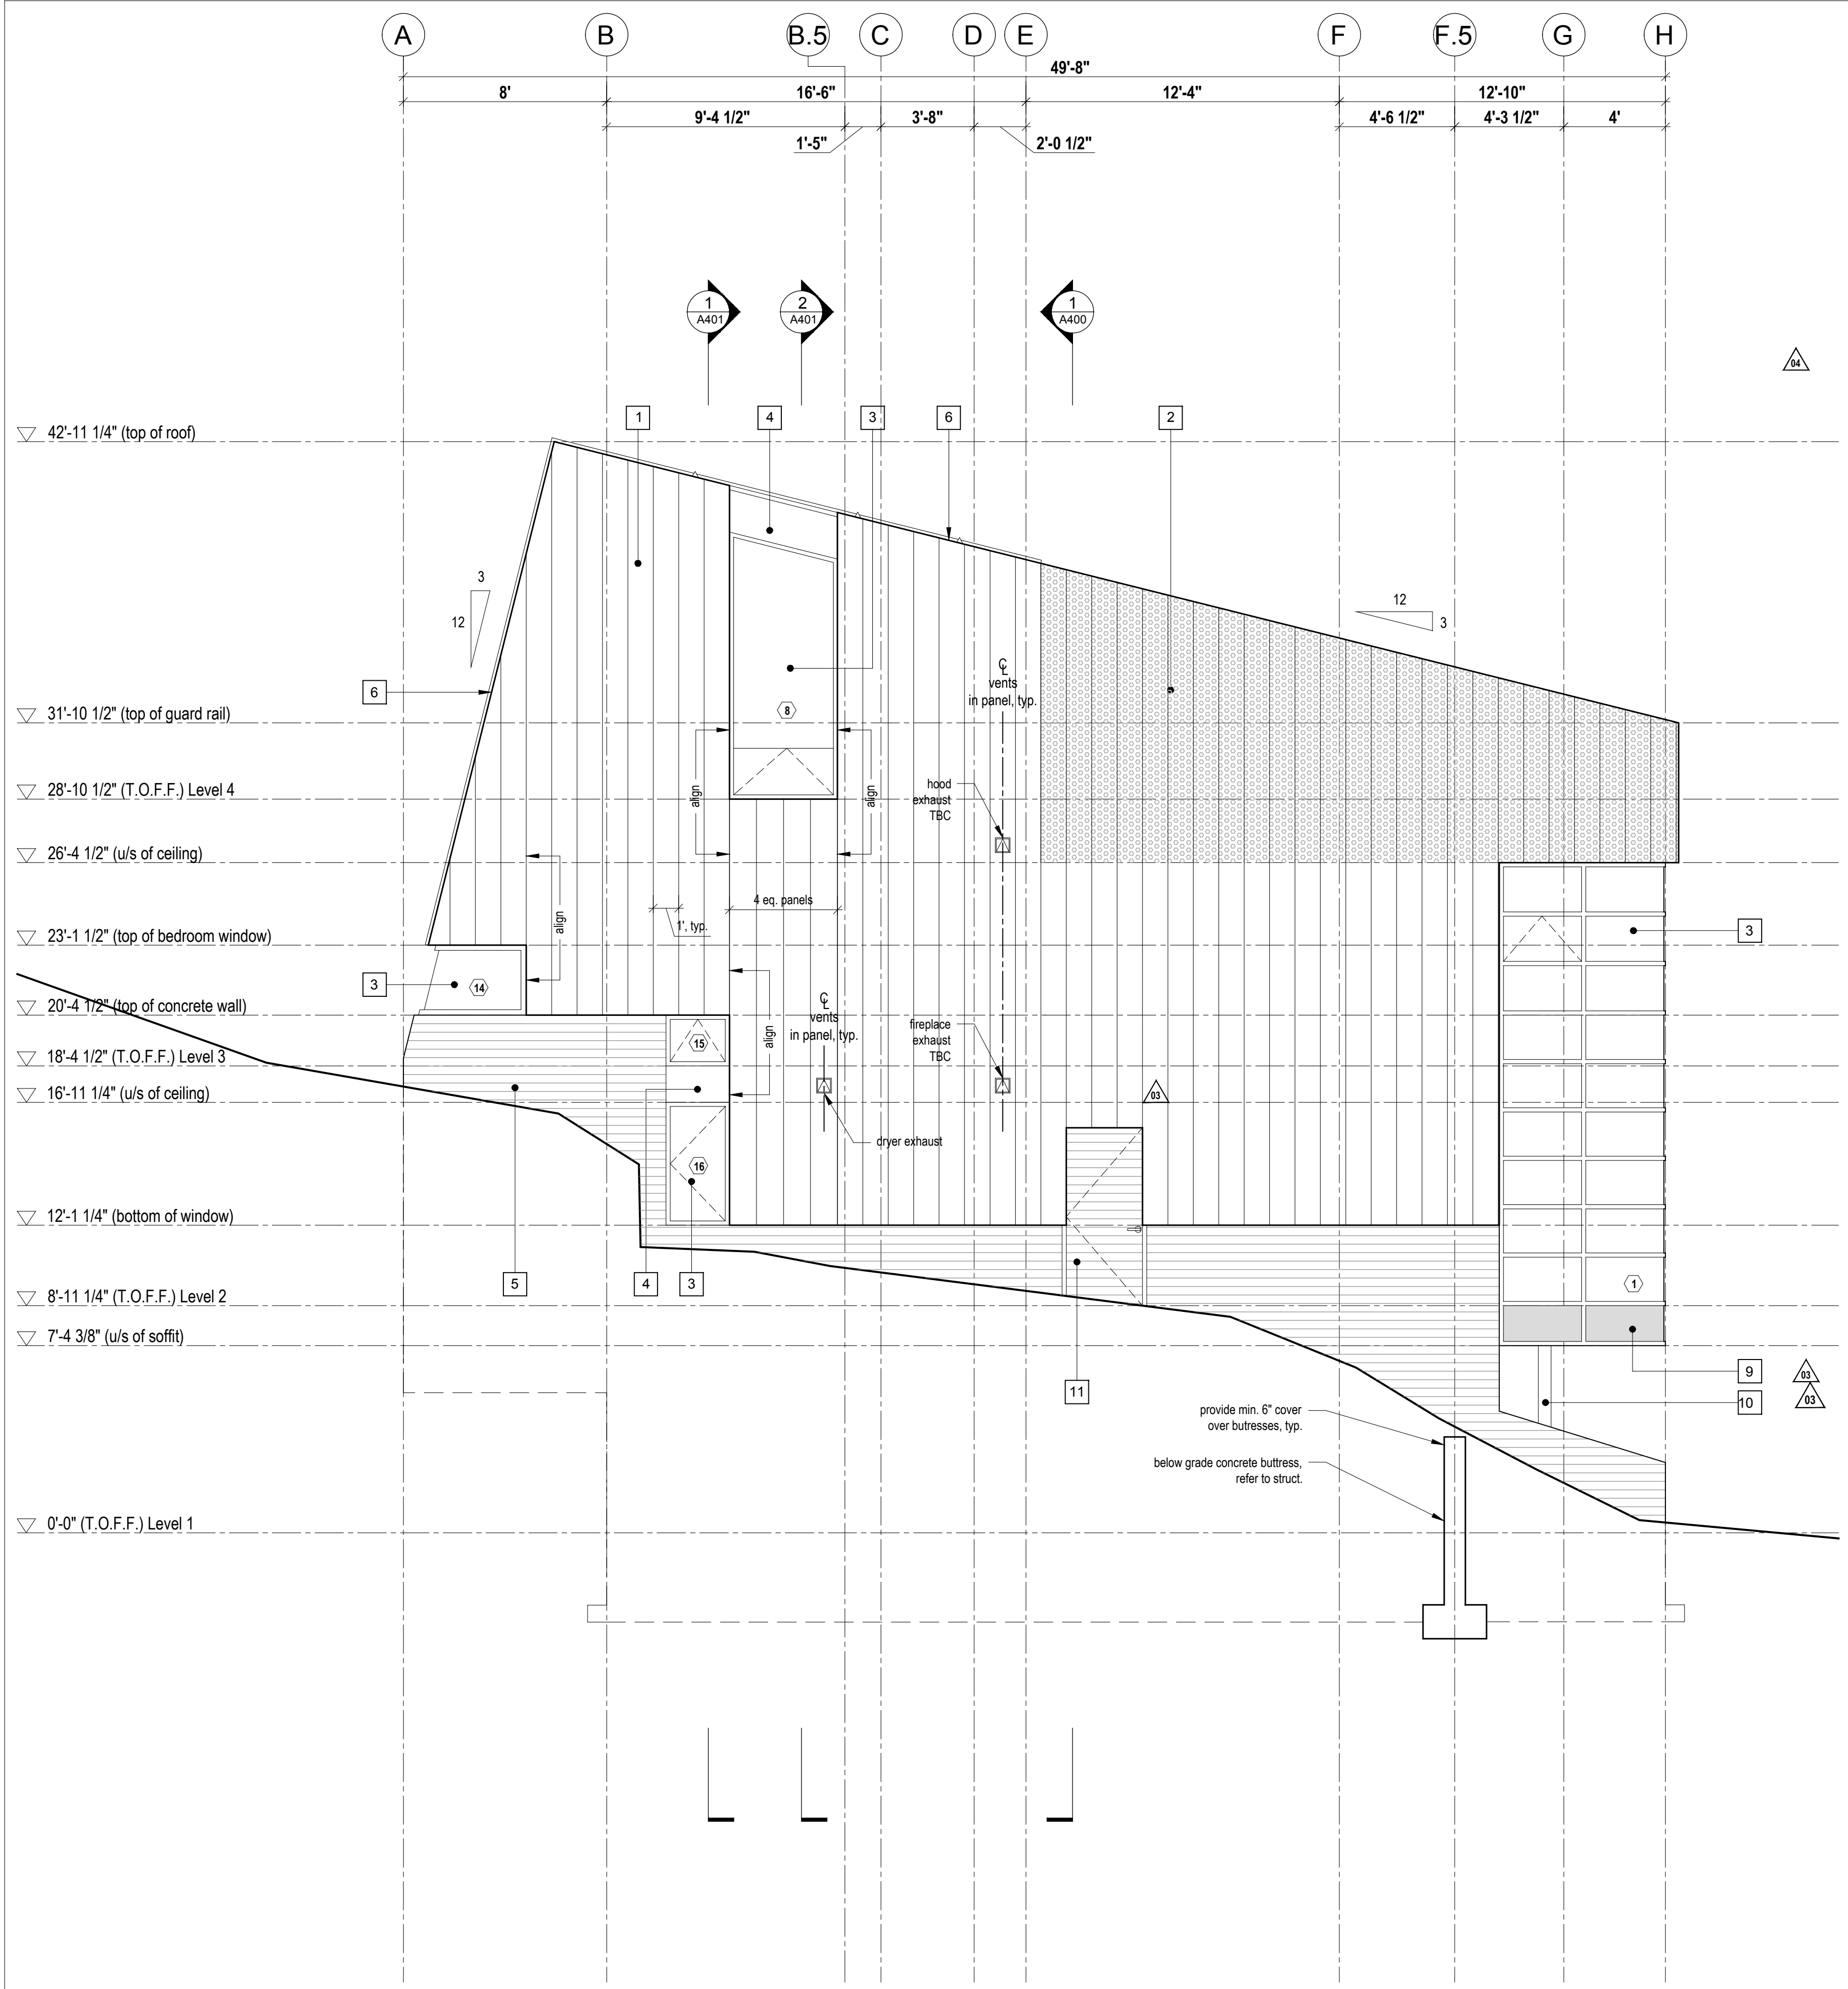 A B B.5 C D E F F.5 G H
49'-8"
8' 16'-6" 12'-4" 12'-10"
9'-4 1/2" 3'-8" 4'-6 1/2" 4'-3 1/2" 4'
1'-5" 2'-0 1/2"
1
A401
2
A401
1
A400
04
1 4 3 6 2
42'-11 1/4" (top of roof)
3
12
12
3
6
℄
vents
in panel, typ.
31'-10 1/2" (top of guard rail)
8
28'-10 1/2" (T.O.F.F.) Level 4
align
align
hood
exhaust
TBC
26'-4 1/2" (u/s of ceiling)
align
4 eq. panels
1', typ.
23'-1 1/2" (top of bedroom window)
3
3
14
20'-4 1/2" (top of concrete wall)
℄
vents
in panel, typ.
align
15
fireplace
exhaust
TBC
18'-4 1/2" (T.O.F.F.) Level 3
16'-11 1/4" (u/s of ceiling)
03
dryer exhaust
16
12'-1 1/4" (bottom of window)
5 4 3
11
1
8'-11 1/4" (T.O.F.F.) Level 2
7'-4 3/8" (u/s of soffit)
9 03
10 03
provide min. 6" cover
over butresses, typ.
below grade concrete buttress,
refer to struct.
0'-0" (T.O.F.F.) Level 1